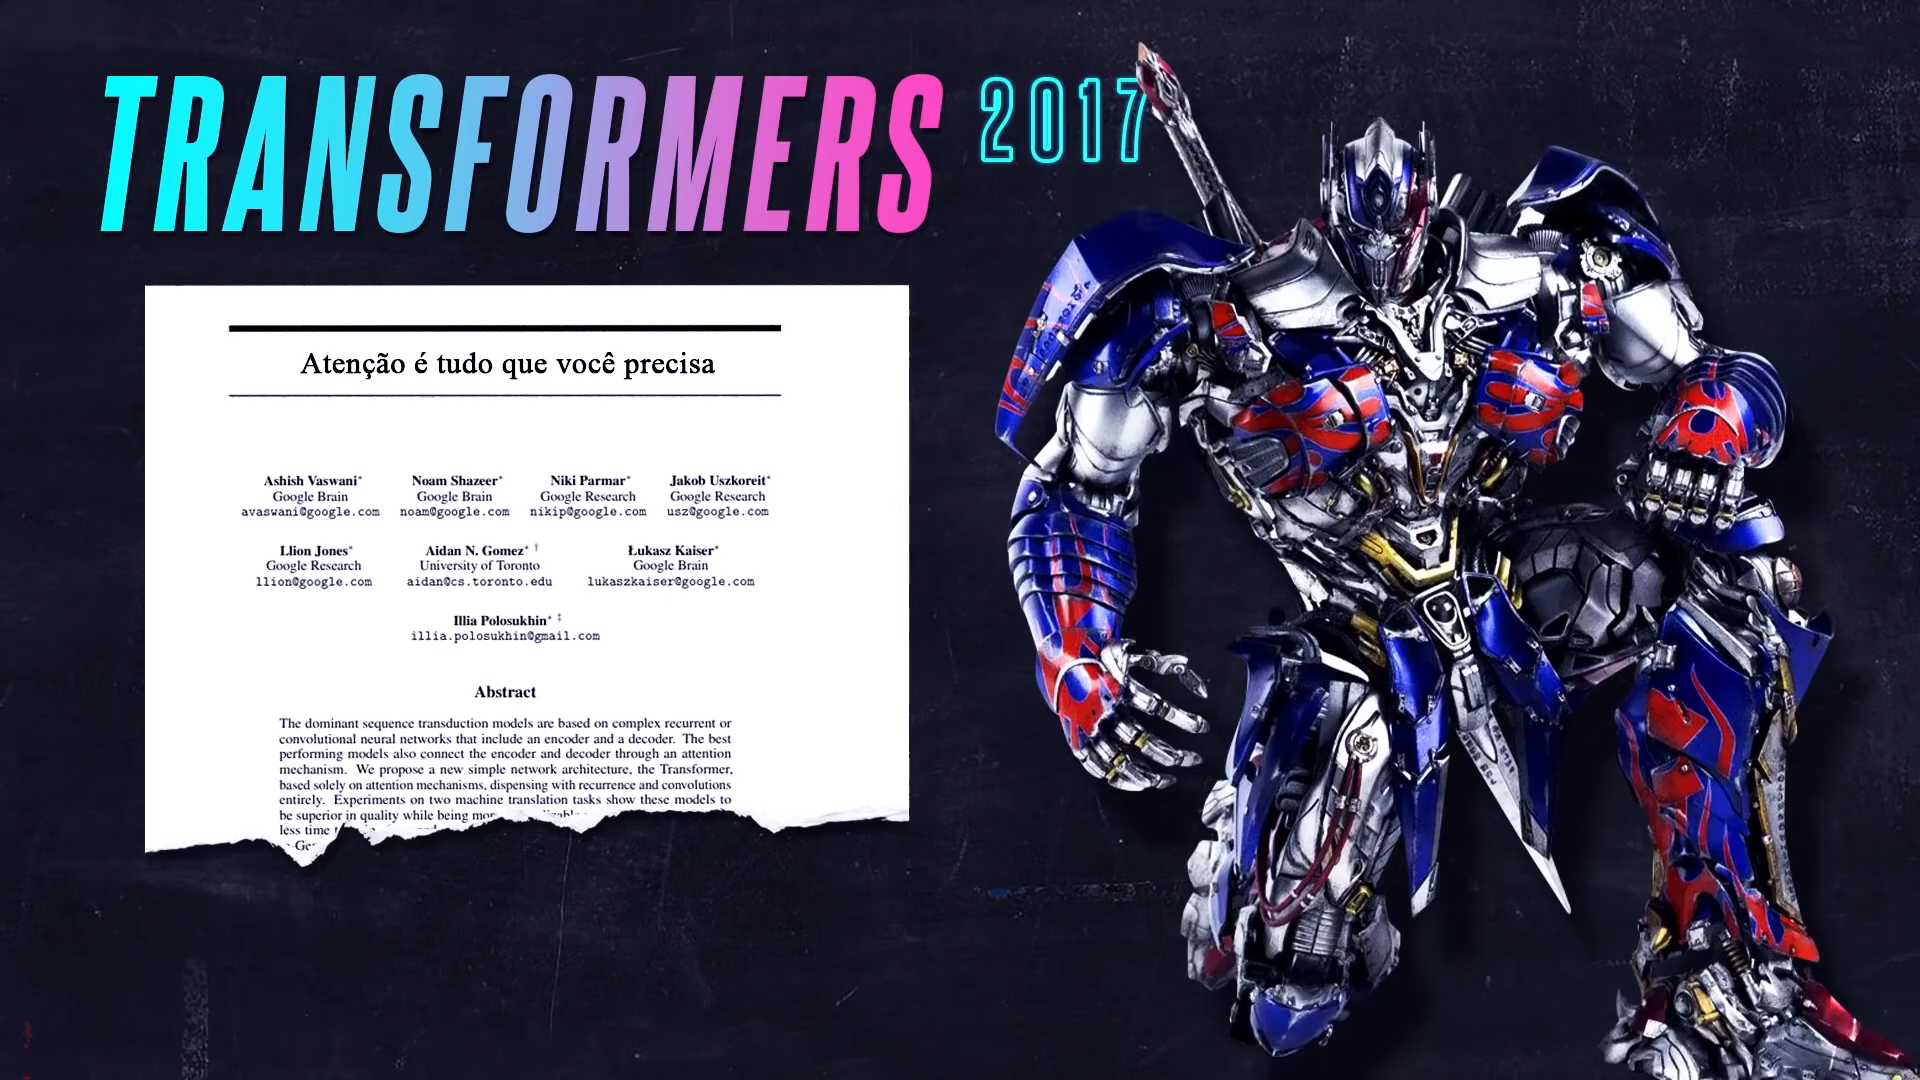 TRANSFORMERS 2017
Atenção é tudo que você precisa
Ashish Vaswani* Noam Shazeer* Niki Parmar* Jakob Uszkoreit*
Google Brain Google Brain Google Research Google Research
avaswani@google.com noam@google.com nikip@google.com usz@google.com
Llion Jones* Aidan N. Gomez* † Łukasz Kaiser*
Google Research University of Toronto Google Brain
llion@google.com aidan@cs.toronto.edu lukaszkaiser@google.com
Illia Polosukhin* ‡
illia.polosukhin@gmail.com
Abstract
The dominant sequence transduction models are based on complex recurrent or
convolutional neural networks that include an encoder and a decoder. The best
performing models also connect the encoder and decoder through an attention
mechanism. We propose a new simple network architecture, the Transformer,
based solely on attention mechanisms, dispensing with recurrence and convolutions
entirely. Experiments on two machine translation tasks show these models to
be superior in quality while being
less time